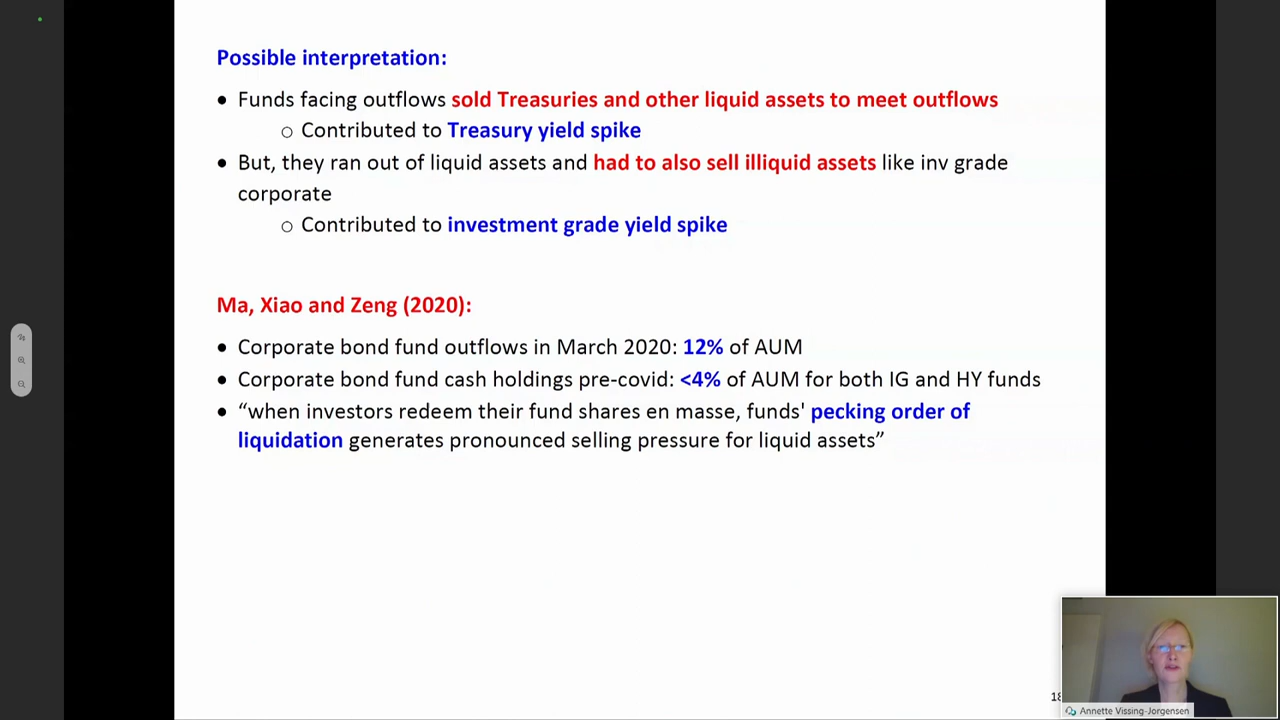 Possible interpretation:
• Funds facing outflows sold Treasuries and other liquid assets to meet outflows
○ Contributed to Treasury yield spike
• But, they ran out of liquid assets and had to also sell illiquid assets like inv grade
corporate
○ Contributed to investment grade yield spike
Ma, Xiao and Zeng (2020):
• Corporate bond fund outflows in March 2020: 12% of AUM
• Corporate bond fund cash holdings pre-covid: <4% of AUM for both IG and HY funds
• “when investors redeem their fund shares en masse, funds' pecking order of
liquidation generates pronounced selling pressure for liquid assets”
18
Annette Vissing-Jorgensen